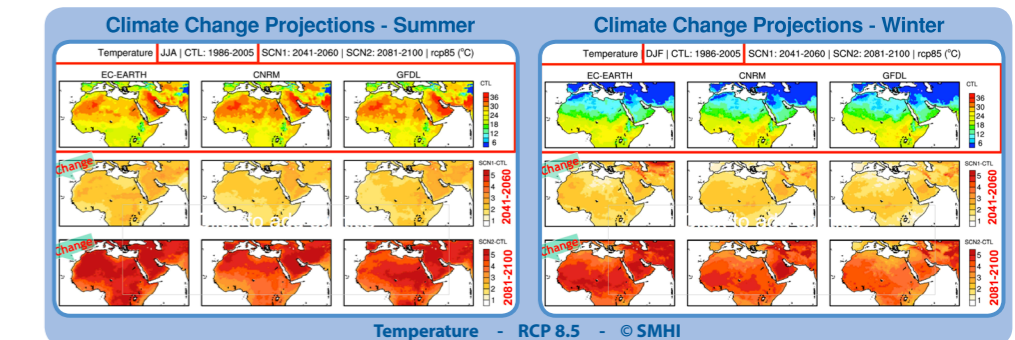 Climate Change Projections - Summer
Temperature JJA | CTL: 1986-2005 SCN1: 2041-2060 | SCN2: 2081-2100 | rcp85 (°C)
EC-EARTH CNRM GFDL
CTL
36
30
24
18
12
6
Change
SCN1-CTL
5
4
3
2
1
2041-2060
Change
SCN2-CTL
5
4
3
2
1
2081-2100
Climate Change Projections - Winter
Temperature DJF | CTL: 1986-2005 SCN1: 2041-2060 | SCN2: 2081-2100 | rcp85 (°C)
EC-EARTH CNRM GFDL
CTL
36
30
24
18
12
6
Change
SCN1-CTL
5
4
3
2
1
2041-2060
Change
SCN2-CTL
5
4
3
2
1
2081-2100
Temperature - RCP 8.5 - © SMHI